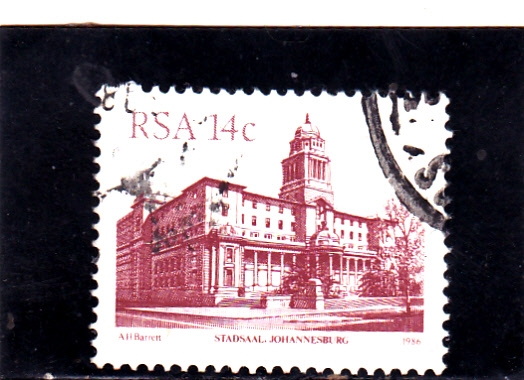 RSA 14c
A H Barrett STADSAAL, JOHANNESBURG 1986